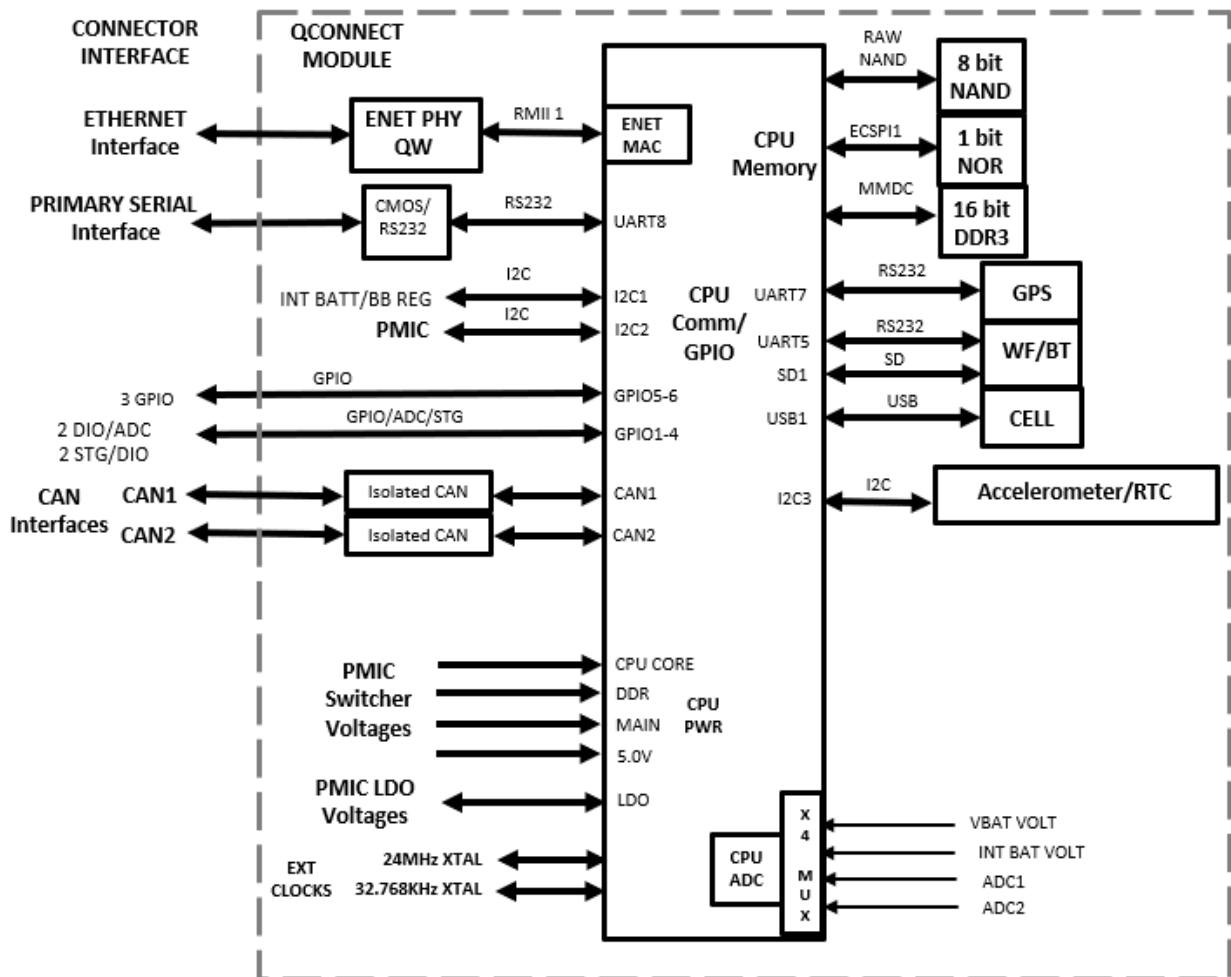 CONNECTOR
INTERFACE
QCONNECT
MODULE
ETHERNET
Interface
ENET PHY
QW
RMII 1
ENET
MAC
PRIMARY SERIAL
Interface
CMOS/
RS232
RS232
UART8
INT BATT/BB REG
I2C
I2C1
PMIC
I2C
I2C2
3 GPIO
GPIO
GPIO5-6
2 DIO/ADC
2 STG/DIO
GPIO/ADC/STG
GPIO1-4
CAN
Interfaces
CAN1
Isolated CAN
CAN1
CAN2
Isolated CAN
CAN2
PMIC
Switcher
Voltages
CPU CORE
DDR
MAIN
5.0V
CPU
PWR
PMIC LDO
Voltages
LDO
EXT
CLOCKS
24MHz XTAL
32.768KHz XTAL
CPU
Memory
RAW
NAND
8 bit
NAND
ECSPI1
1 bit
NOR
MMDC
16 bit
DDR3
CPU
Comm/
GPIO
UART7
RS232
GPS
UART5
RS232
WF/BT
SD1
SD
USB1
USB
CELL
I2C3
I2C
Accelerometer/RTC
CPU
ADC
X
4
M
U
X
VBAT VOLT
INT BAT VOLT
ADC1
ADC2